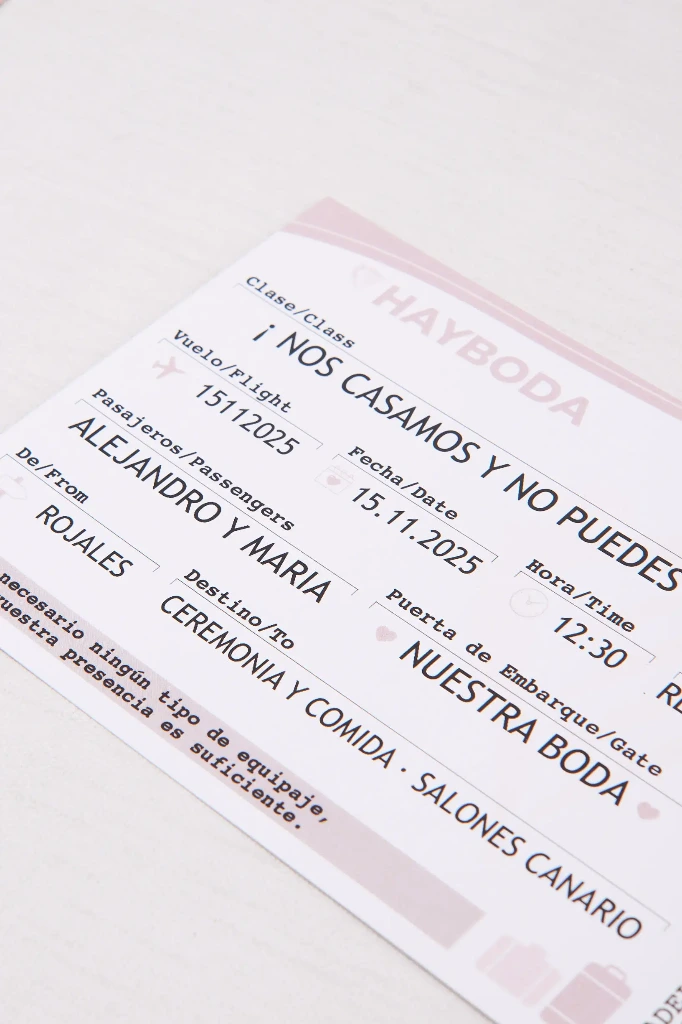 HAYBODA
Clase/Class
¡ NOS CASAMOS Y NO PUEDES
Vuelo/Flight
15112025
Fecha/Date
15.11.2025
Hora/Time
12:30
Pasajeros/Passengers
ALEJANDRO Y MARIA
Puerta de Embarque/Gate
NUESTRA BODA
De/From
ROJALES
Destino/To
CEREMONIA Y COMIDA · SALONES CANARIO
necesario ningún tipo de equipaje,
vuestra presencia es suficiente.